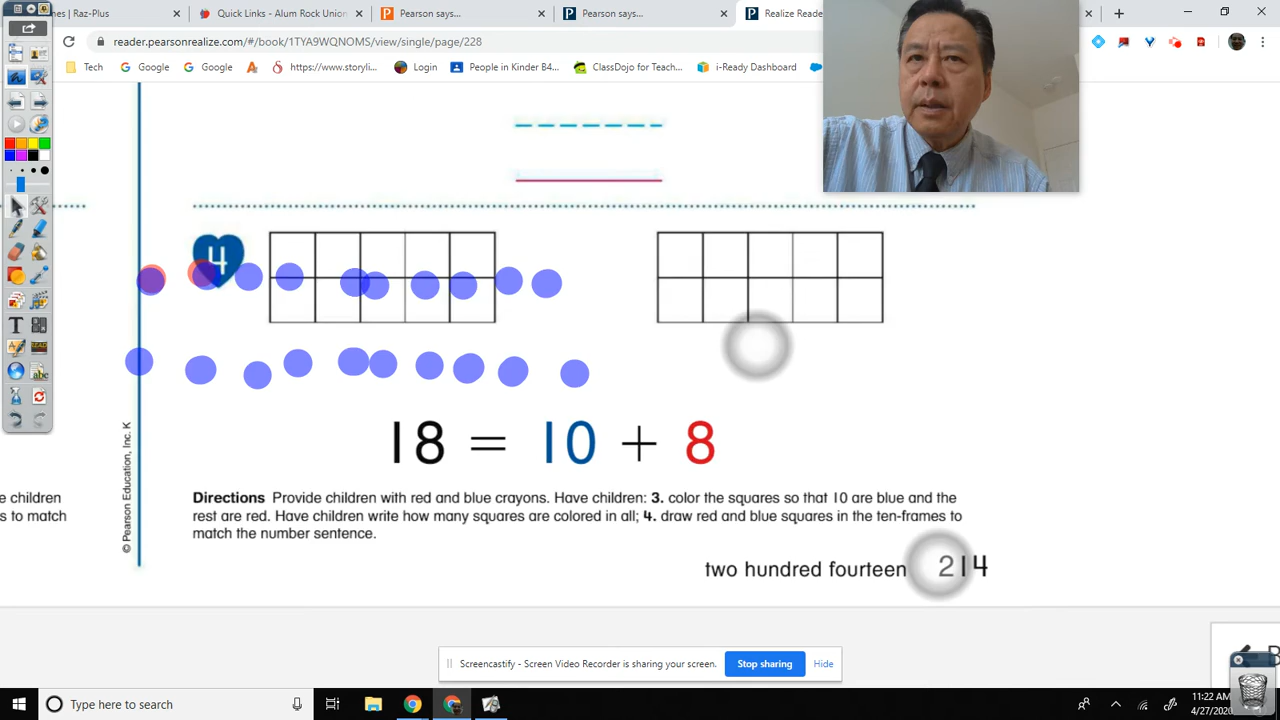 nes | Raz-Plus
Quick Links - Alum Rock Union
Pearson says...
Pearson says...
Realize Reader
reader.pearsonrealize.com/#/book/1TYA9WQNOMS/view/single/page/228
Tech
Google
Google
https://www.storyli...
Login
People in Kinder B4...
ClassDojo for Teach...
i-Ready Dashboard
4
18 = 10 + 8
e children
s to match
© Pearson Education, Inc. K
Directions Provide children with red and blue crayons. Have children: 3. color the squares so that 10 are blue and the
rest are red. Have children write how many squares are colored in all; 4. draw red and blue squares in the ten-frames to
match the number sentence.
two hundred fourteen 214
Screencastify - Screen Video Recorder is sharing your screen.
Stop sharing
Hide
Type here to search
11:22 AM